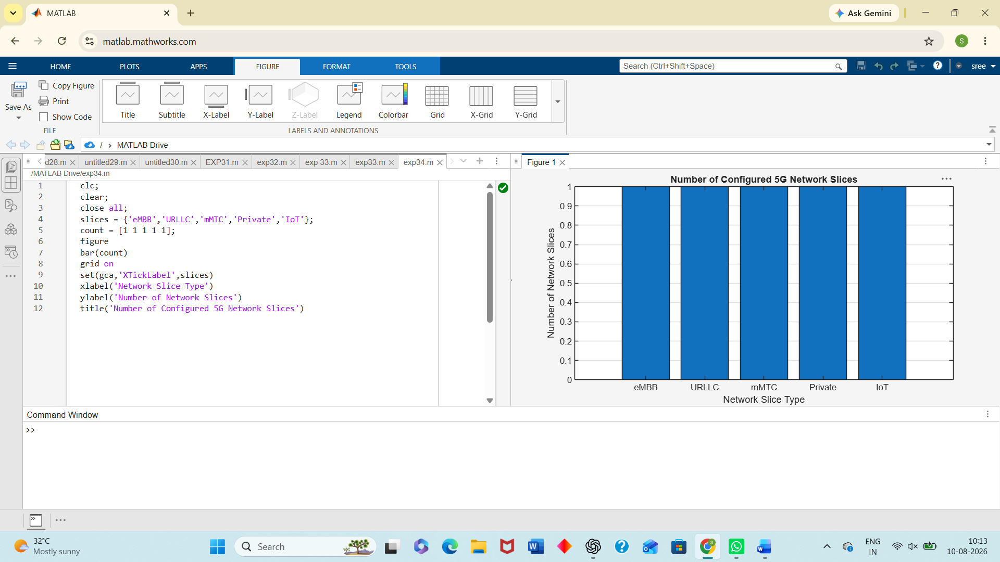 MATLAB
Ask Gemini
matlab.mathworks.com
S
HOME PLOTS APPS FIGURE FORMAT TOOLS
Search (Ctrl+Shift+Space)
sree
Save As
Copy Figure
Print
Show Code
FILE
Title Subtitle X-Label Y-Label Z-Label Legend Colorbar Grid X-Grid Y-Grid
LABELS AND ANNOTATIONS
/ > MATLAB Drive
d28.m untitled29.m untitled30.m EXP31.m exp32.m exp 33.m exp33.m exp34.m
/MATLAB Drive/exp34.m
1 clc;
2 clear;
3 close all;
4 slices = {'eMBB','URLLC','mMTC','Private','IoT'};
5 count = [1 1 1 1 1];
6 figure
7 bar(count)
8 grid on
9 set(gca,'XTickLabel',slices)
10 xlabel('Network Slice Type')
11 ylabel('Number of Network Slices')
12 title('Number of Configured 5G Network Slices')
Figure 1
Number of Configured 5G Network Slices
Number of Network Slices
1
0.9
0.8
0.7
0.6
0.5
0.4
0.3
0.2
0.1
0
eMBB URLLC mMTC Private IoT
Network Slice Type
Command Window
>>
32°C
Mostly sunny
Search
ENG
IN
10:13
10-08-2026